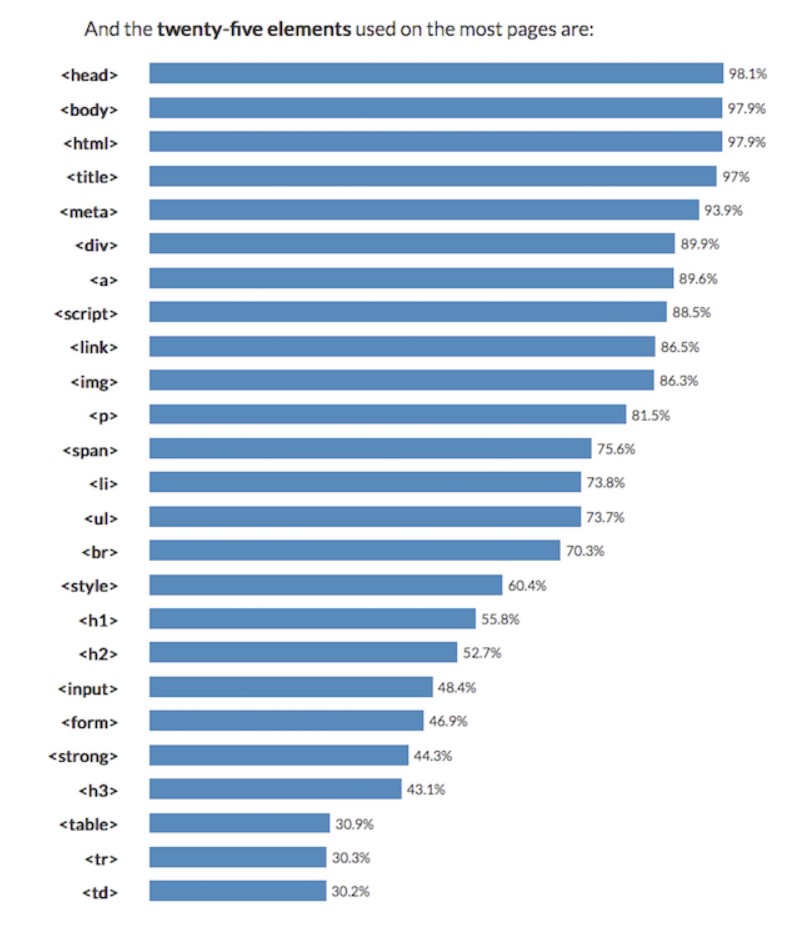 And the twenty-five elements used on the most pages are:
<head> 98.1%
<body> 97.9%
<html> 97.9%
<title> 97%
<meta> 93.9%
<div> 89.9%
<a> 89.6%
<script> 88.5%
<link> 86.5%
<img> 86.3%
<p> 81.5%
<span> 75.6%
<li> 73.8%
<ul> 73.7%
<br> 70.3%
<style> 60.4%
<h1> 55.8%
<h2> 52.7%
<input> 48.4%
<form> 46.9%
<strong> 44.3%
<h3> 43.1%
<table> 30.9%
<tr> 30.3%
<td> 30.2%